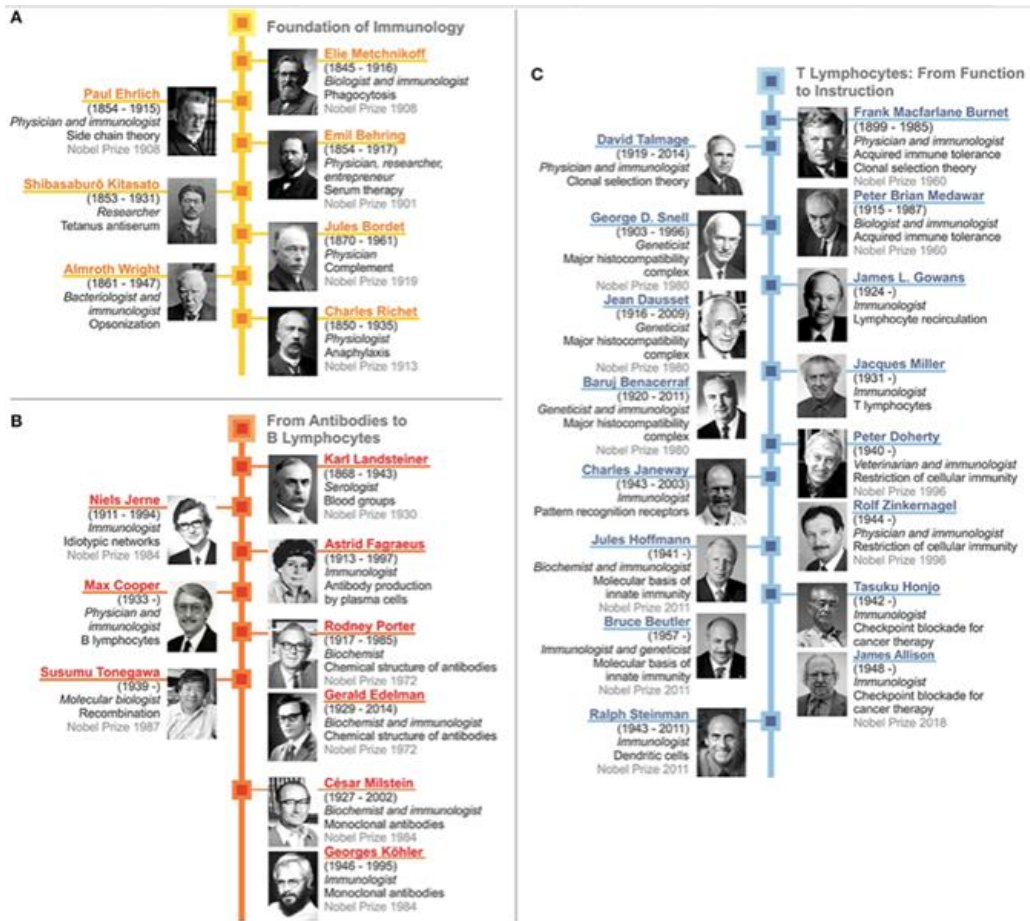 A
Foundation of Immunology
Elie Metchnikoff
(1845 - 1916)
Biologist and immunologist
Phagocytosis
Nobel Prize 1908
Paul Ehrlich
(1854 - 1915)
Physician and immunologist
Side chain theory
Nobel Prize 1908
Emil Behring
(1854 - 1917)
Physician, researcher,
entrepreneur
Serum therapy
Nobel Prize 1901
Shibasaburō Kitasato
(1853 - 1931)
Researcher
Tetanus antiserum
Jules Bordet
(1870 - 1961)
Physician
Complement
Nobel Prize 1919
Almroth Wright
(1861 - 1947)
Bacteriologist and
immunologist
Opsonization
Charles Richet
(1850 - 1935)
Physiologist
Anaphylaxis
Nobel Prize 1913
B
From Antibodies to
B Lymphocytes
Karl Landsteiner
(1868 - 1943)
Serologist
Blood groups
Nobel Prize 1930
Niels Jerne
(1911 - 1994)
Immunologist
Idiotypic networks
Nobel Prize 1984
Astrid Fagraeus
(1913 - 1997)
Immunologist
Antibody production
by plasma cells
Max Cooper
(1933 -)
Physician and
immunologist
B lymphocytes
Rodney Porter
(1917 - 1985)
Biochemist
Chemical structure of antibodies
Nobel Prize 1972
Susumu Tonegawa
(1939 -)
Molecular biologist
Recombination
Nobel Prize 1987
Gerald Edelman
(1929 - 2014)
Biochemist and immunologist
Chemical structure of antibodies
Nobel Prize 1972
César Milstein
(1927 - 2002)
Biochemist and immunologist
Monoclonal antibodies
Nobel Prize 1984
Georges Köhler
(1946 - 1995)
Immunologist
Monoclonal antibodies
Nobel Prize 1984
C
T Lymphocytes: From Function
to Instruction
Frank Macfarlane Burnet
(1899 - 1985)
Physician and immunologist
Acquired immune tolerance
Clonal selection theory
Nobel Prize 1960
David Talmage
(1919 - 2014)
Physician and immunologist
Clonal selection theory
Peter Brian Medawar
(1915 - 1987)
Biologist and immunologist
Acquired immune tolerance
Nobel Prize 1960
George D. Snell
(1903 - 1996)
Geneticist
Major histocompatibility
complex
Nobel Prize 1980
James L. Gowans
(1924 -)
Immunologist
Lymphocyte recirculation
Jean Dausset
(1916 - 2009)
Geneticist
Major histocompatibility
complex
Nobel Prize 1980
Jacques Miller
(1931 -)
Immunologist
T lymphocytes
Baruj Benacerraf
(1920 - 2011)
Geneticist and immunologist
Major histocompatibility
complex
Nobel Prize 1980
Peter Doherty
(1940 -)
Veterinarian and immunologist
Restriction of cellular immunity
Nobel Prize 1996
Charles Janeway
(1943 - 2003)
Immunologist
Pattern recognition receptors
Rolf Zinkernagel
(1944 -)
Physician and immunologist
Restriction of cellular immunity
Nobel Prize 1996
Jules Hoffmann
(1941 -)
Biochemist and immunologist
Molecular basis of
innate immunity
Nobel Prize 2011
Tasuku Honjo
(1942 -)
Immunologist
Checkpoint blockade for
cancer therapy
Bruce Beutler
(1957 -)
Immunologist and geneticist
Molecular basis of
innate immunity
Nobel Prize 2011
James Allison
(1948 -)
Immunologist
Checkpoint blockade for
cancer therapy
Nobel Prize 2018
Ralph Steinman
(1943 - 2011)
Immunologist
Dendritic cells
Nobel Prize 2011